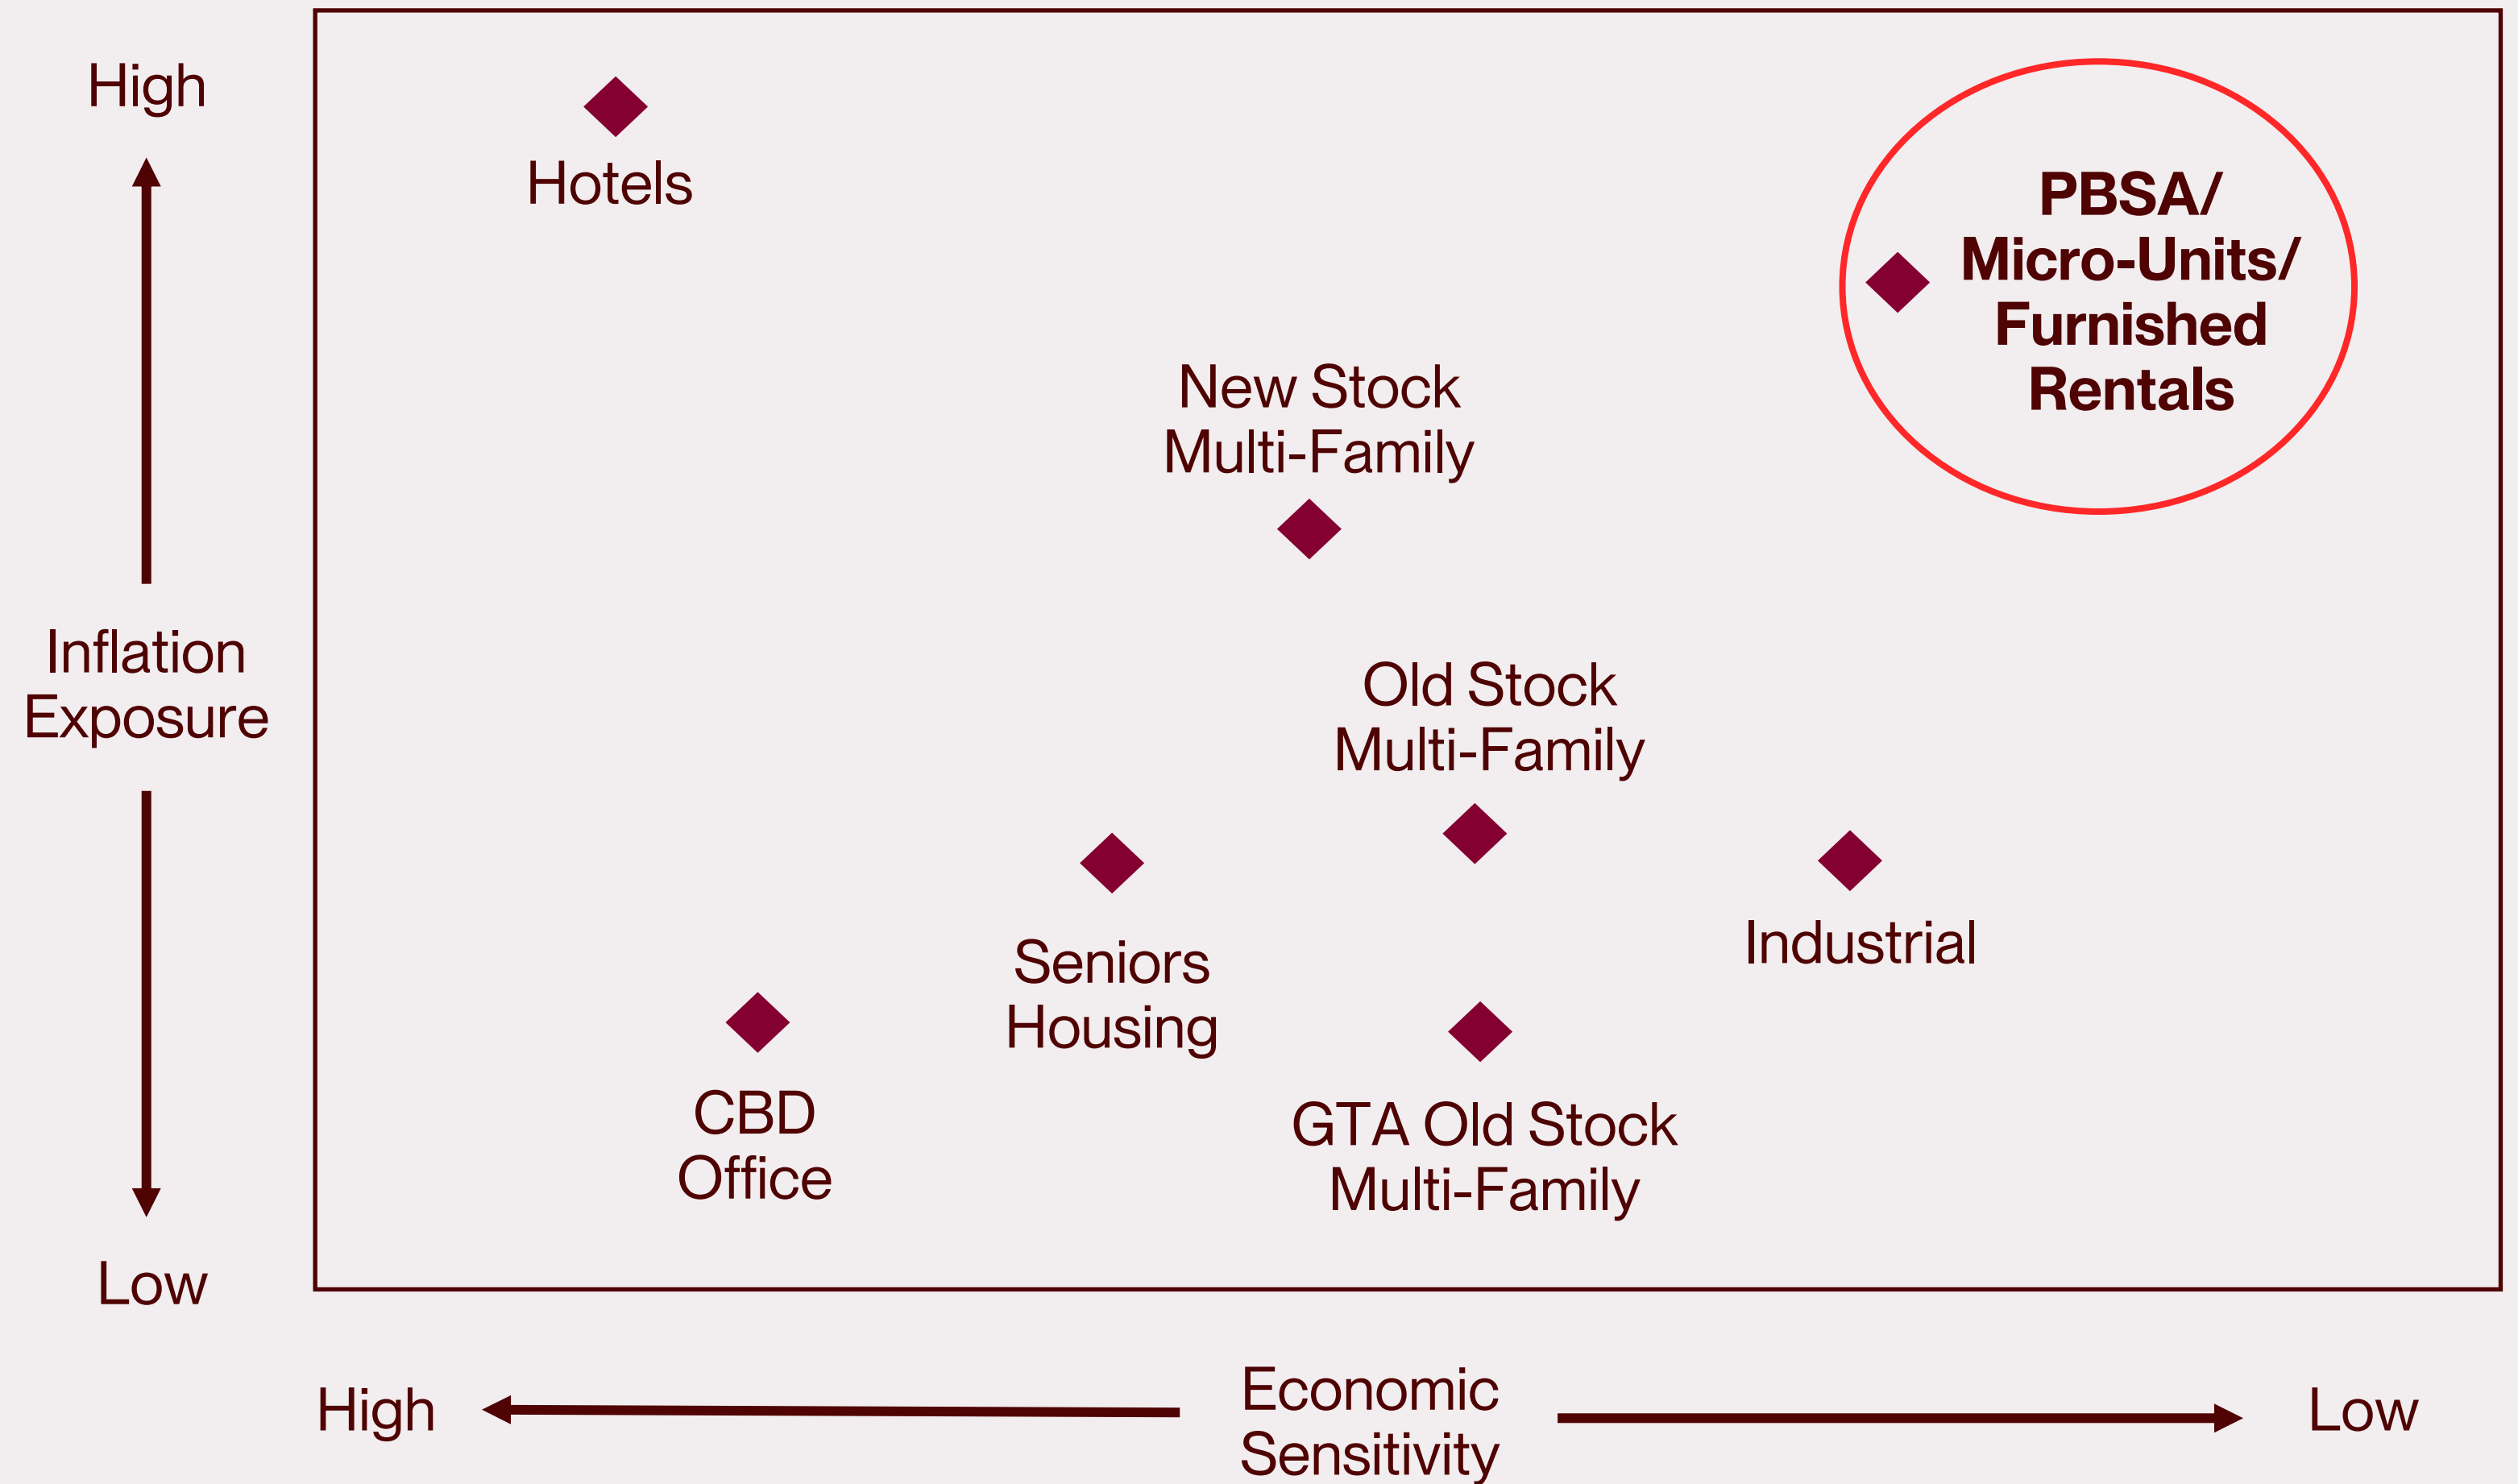 High
Hotels
PBSA/
Micro-Units/
Furnished
Rentals
New Stock
Multi-Family
Inflation
Exposure
Old Stock
Multi-Family
Industrial
Seniors
Housing
CBD
Office
GTA Old Stock
Multi-Family
Low
High
Economic
Sensitivity
Low